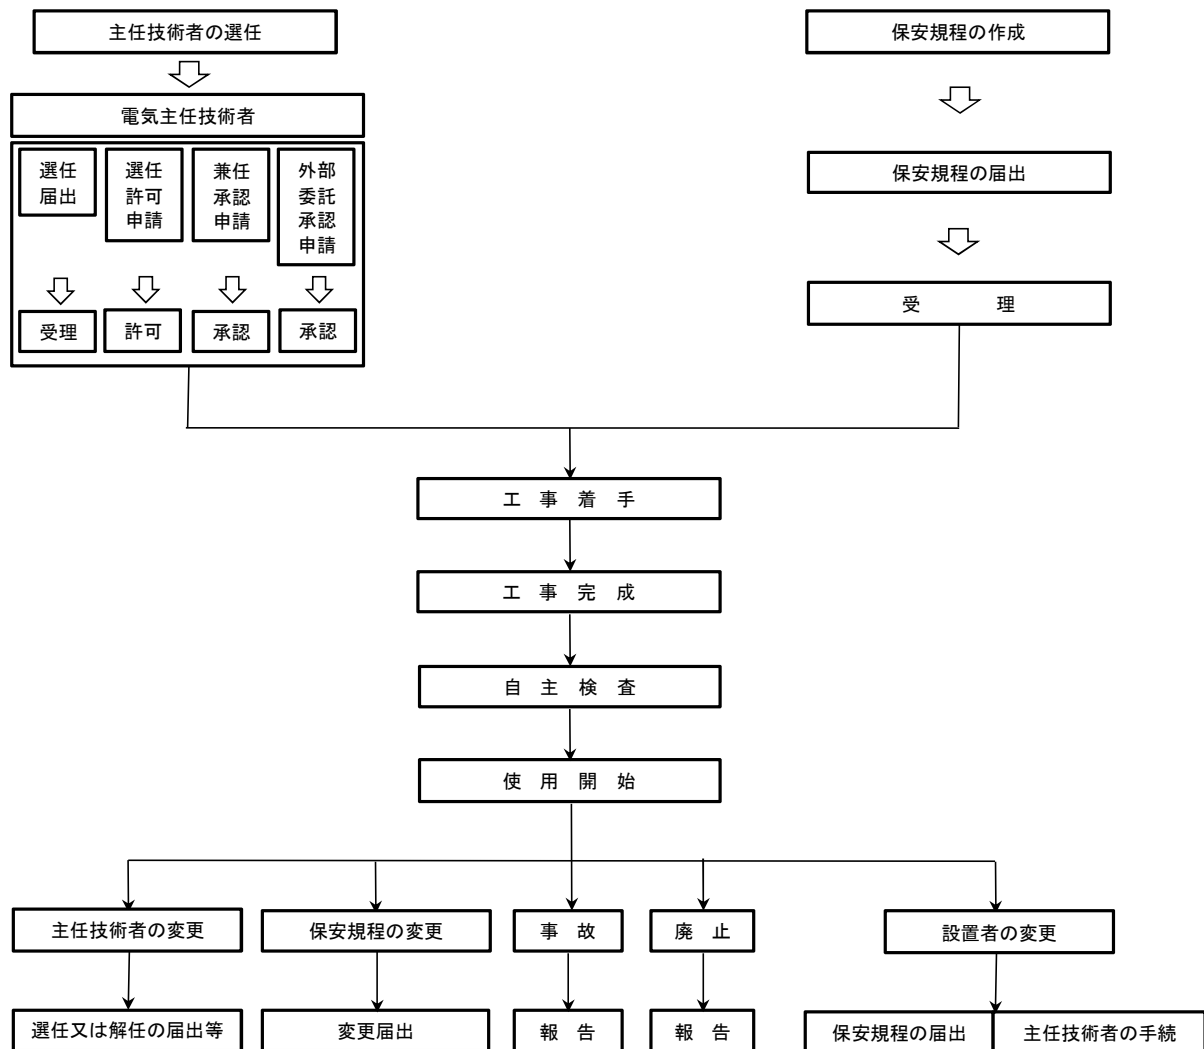 主任技術者の選任
電気主任技術者
選任
届出
選任
許可
申請
兼任
承認
申請
外部
委託
承認
申請
受理
許可
承認
承認
保安規程の作成
保安規程の届出
受　　　理
工　事　着　手
工　事　完　成
自　主　検　査
使　用　開　始
主任技術者の変更
保安規程の変更
事　故
廃　止
設置者の変更
選任又は解任の届出等
変更届出
報　告
報　告
保安規程の届出
主任技術者の手続